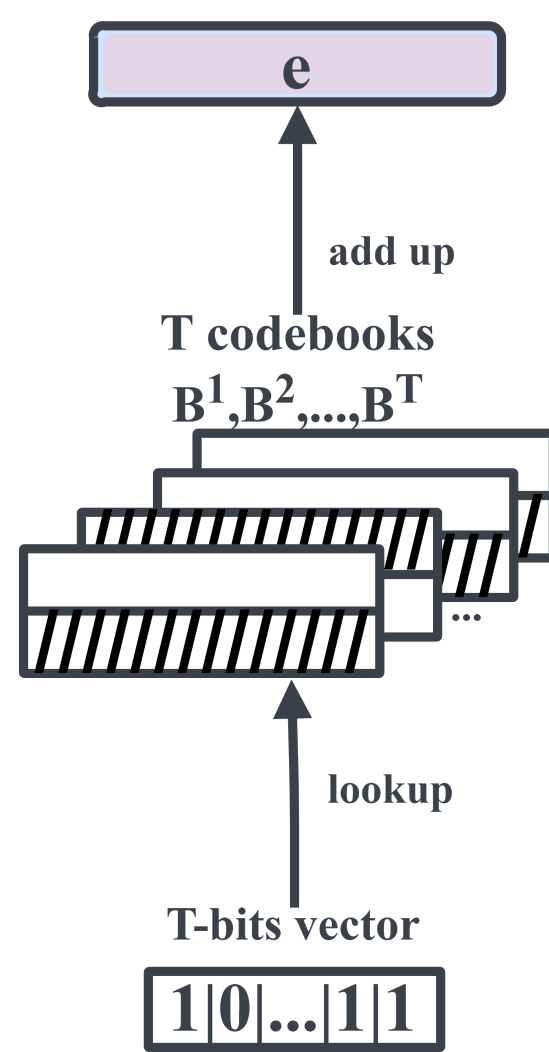 e
add up
T codebooks
B¹,B²,...,Bᵀ
...
lookup
T-bits vector
1|0|...|1|1